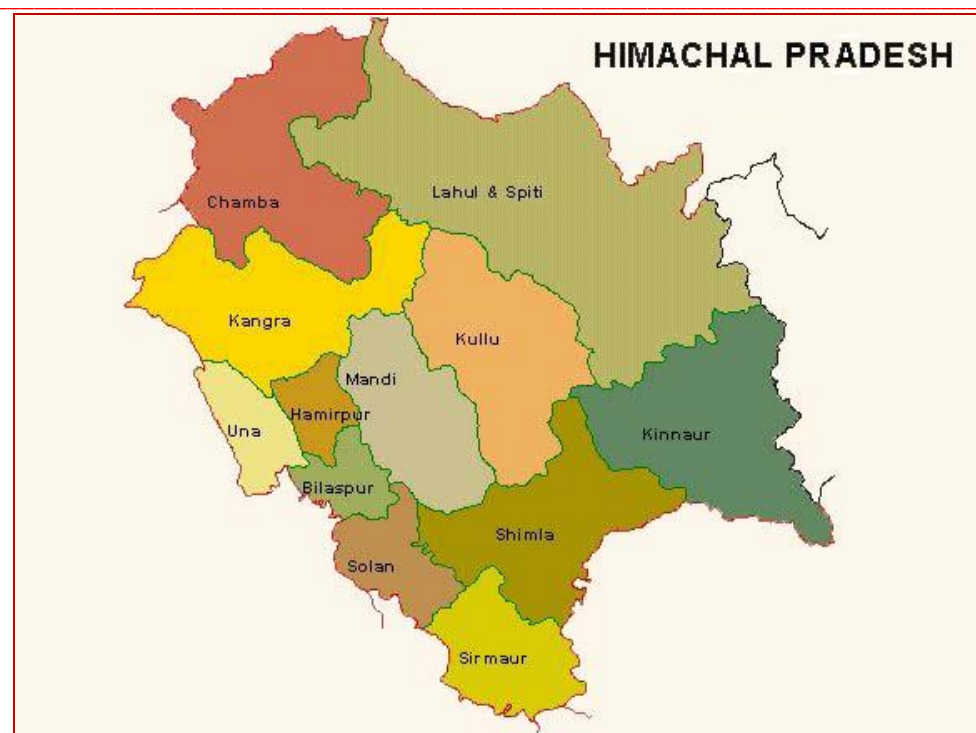 HIMACHAL PRADESH
Lahul & Spiti
Chamba
Kangra
Kullu
Mandi
Hamirpur
Una
Kinnaur
Bilaspur
Shimla
Solan
Sirmaur